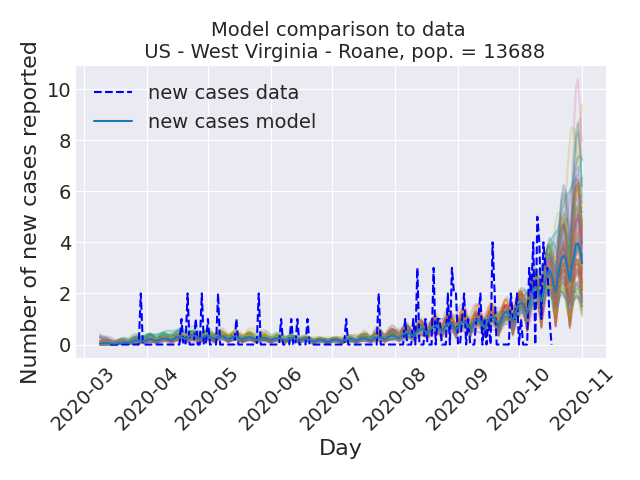 Model comparison to data
US - West Virginia - Roane, pop. = 13688
Number of new cases reported
10
8
6
4
2
0
new cases data
new cases model
2020-03
2020-04
2020-05
2020-06
2020-07
2020-08
2020-09
2020-10
2020-11
Day